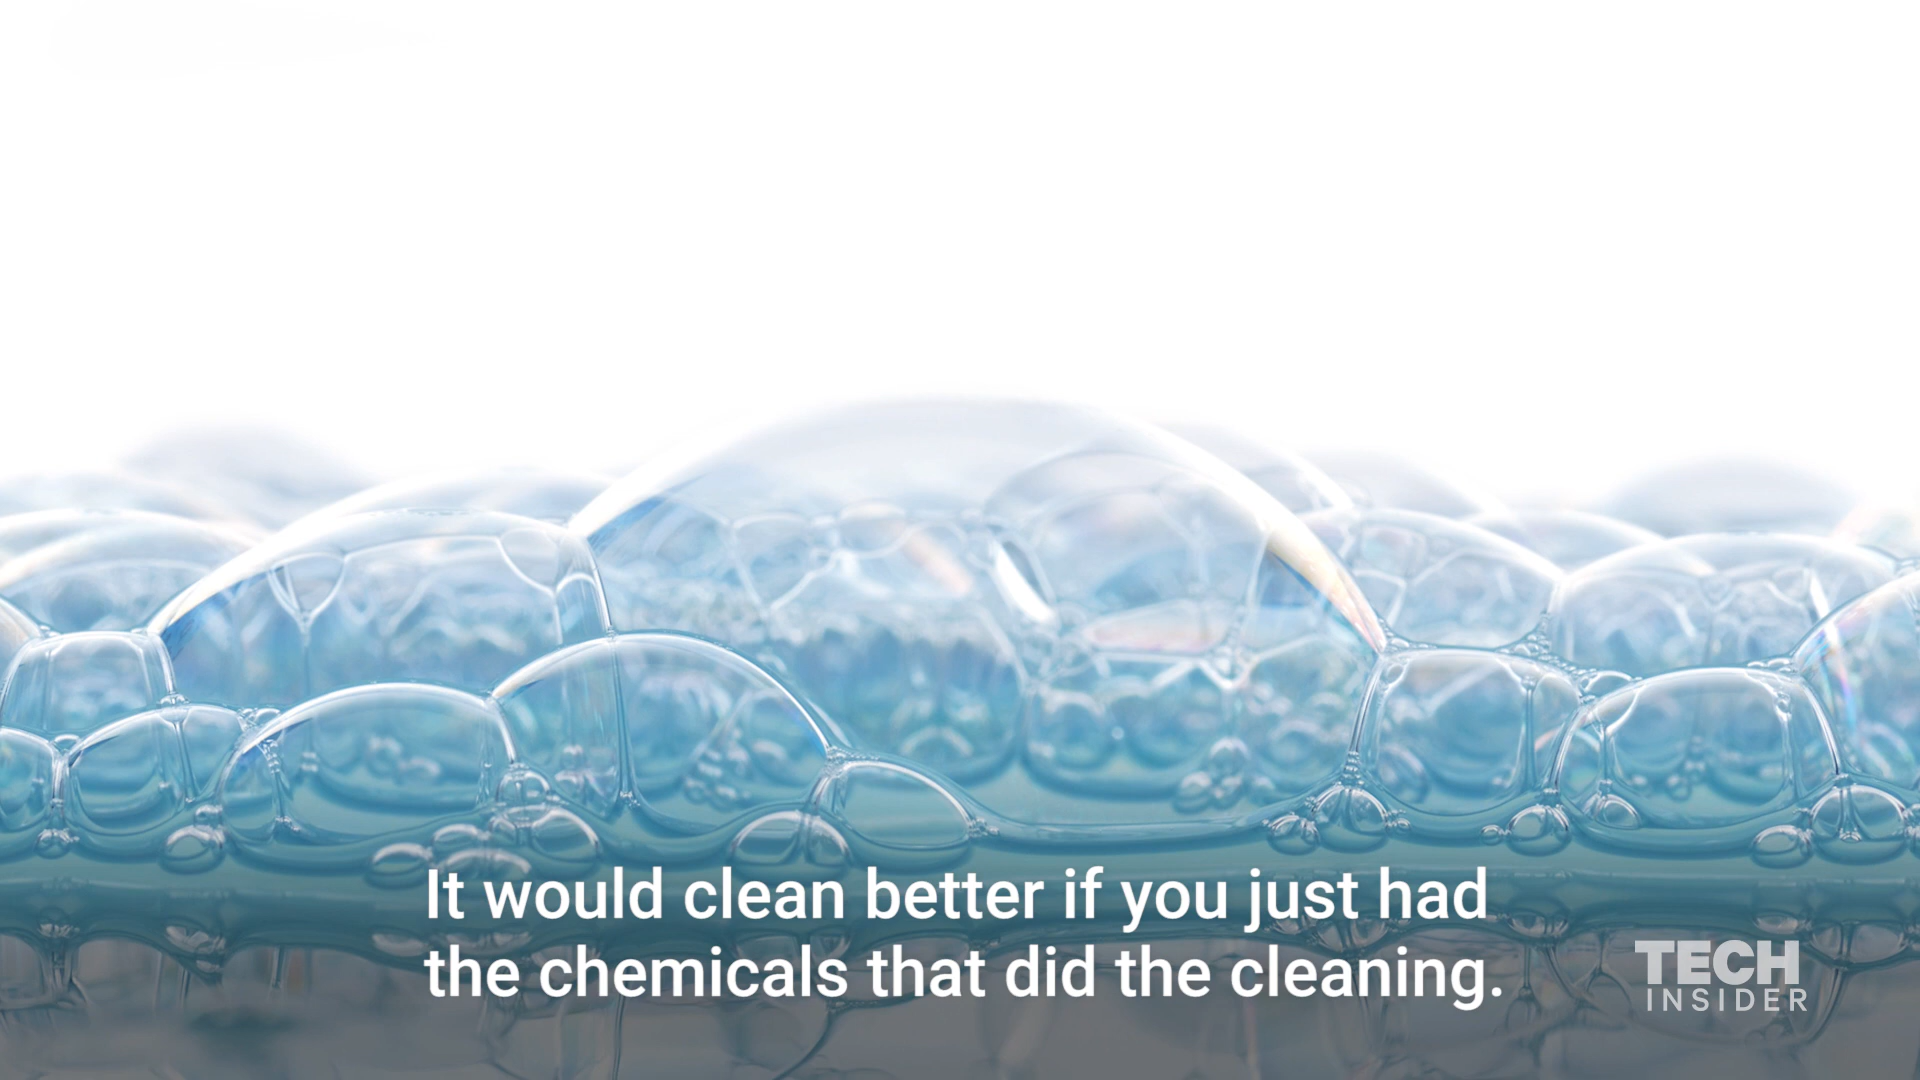 It would clean better if you just had
the chemicals that did the cleaning.
TECH
INSIDER